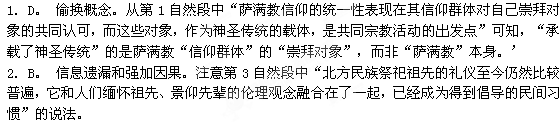 1. D。 偷换概念。从第1自然段中“萨满教信仰的统一性表现在其信仰群体对自己崇拜对
象的共同认可，而这些对象，作为神圣传统的载体，是共同宗教活动的出发点”可知，“承
载了神圣传统”的是萨满教“信仰群体”的“崇拜对象”，而非“萨满教”本身。’
2. B。 信息遗漏和强加因果。注意第3自然段中“北方民族祭祀祖先的礼仪至今仍然比较
普遍，它和人们缅怀祖先、景仰先辈的伦理观念融合在了一起，已经成为得到倡导的民间习
惯”的说法。